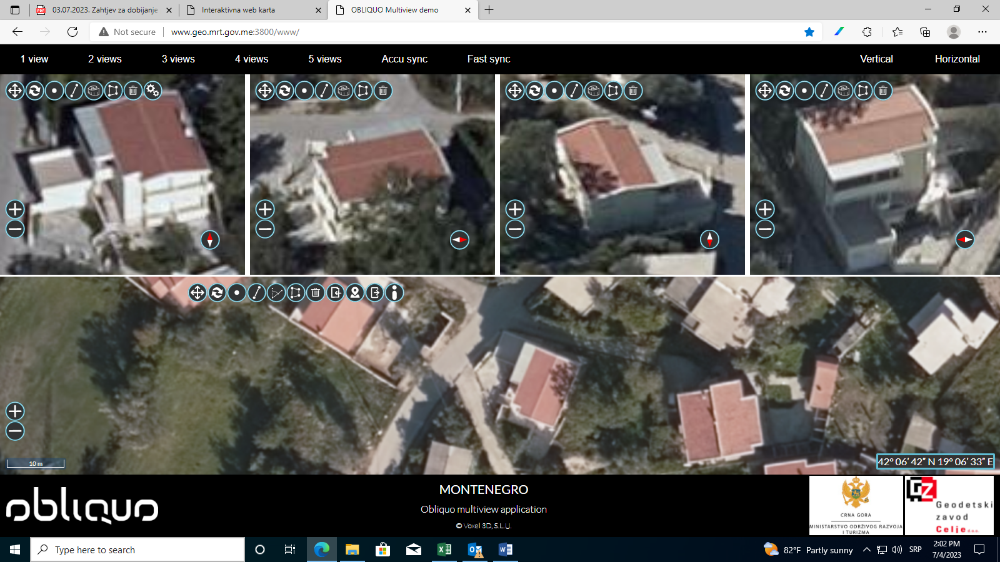 03.07.2023. Zahtjev za dobijanje
Interaktivna web karta
OBLIQUO Multiview demo
Not secure
www.geo.mrt.gov.me:3800/www/
1 view
2 views
3 views
4 views
5 views
Accu sync
Fast sync
Vertical
Horizontal
10 m
42° 06′ 42″ N 19° 06′ 33″ E
obliquo
MONTENEGRO
Obliquo multiview application
© Voxel 3D, S.L.U.
CRNA GORA
MINISTARSTVO ODRŽIVOG RAZVOJA
I TURIZMA
GZ
Geodetski
zavod
Celje d.o.o.
Type here to search
82°F Partly sunny
SRP
2:02 PM
7/4/2023